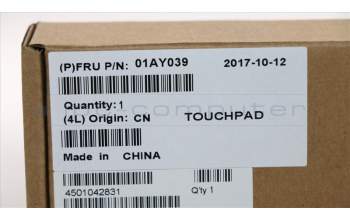 (P)FRU P/N: 01AY039 2017-10-12
Quantity: 1
(4L) Origin: CN TOUCHPAD
Made in CHINA
4501042831 Q'ty 1